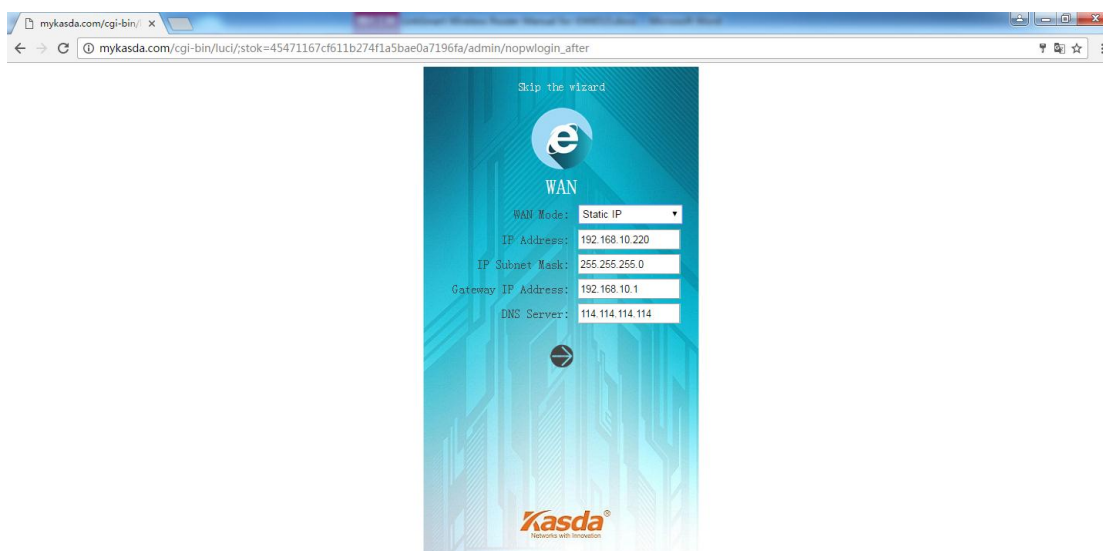 mykasda.com/cgi-bin/l
mykasda.com/cgi-bin/luci/;stok=45471167cf611b274f1a5bae0a7196fa/admin/nopwlogin_after
Skip the wizard
WAN
WAN Mode: Static IP
IP Address: 192.168.10.220
IP Subnet Mask: 255.255.255.0
Gateway IP Address: 192.168.10.1
DNS Server: 114.114.114.114
Kasda®
Networks with Innovation